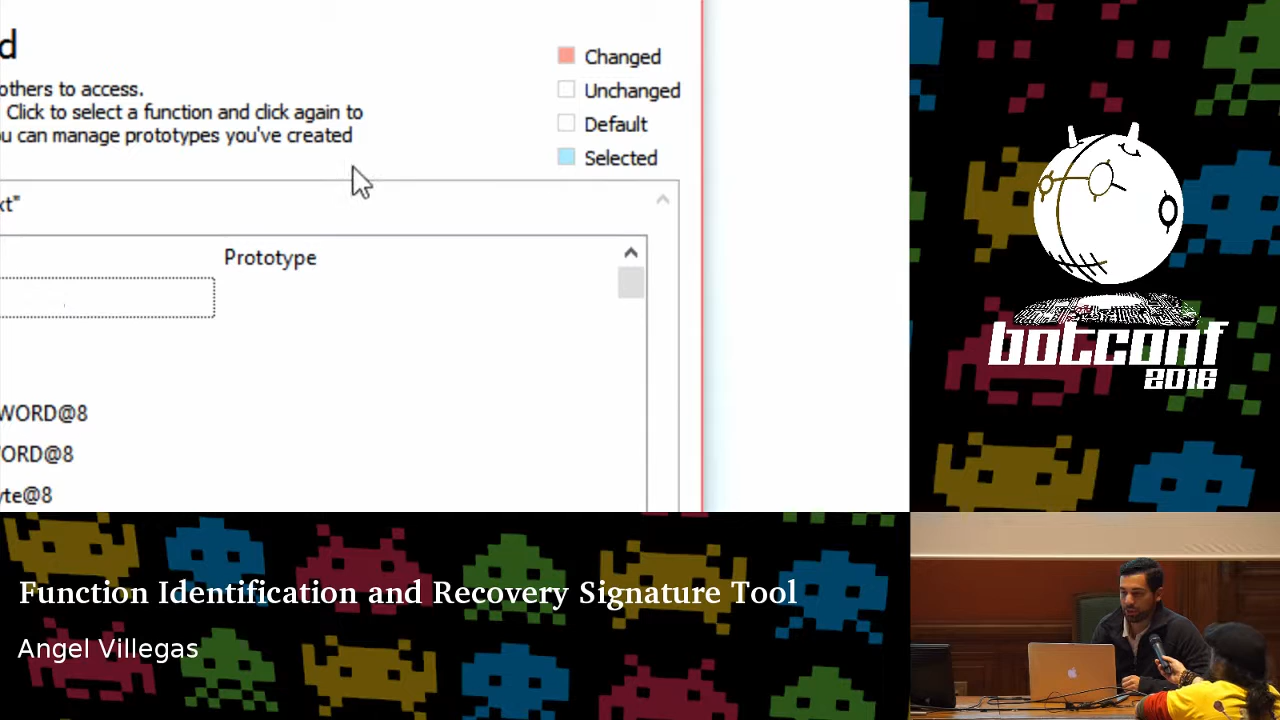 d
others to access.
Click to select a function and click again to
u can manage prototypes you've created
Changed
Unchanged
Default
Selected
xt"
Prototype
WORD@8
ORD@8
yte@8
botconf
2016
Function Identification and Recovery Signature Tool
Angel Villegas